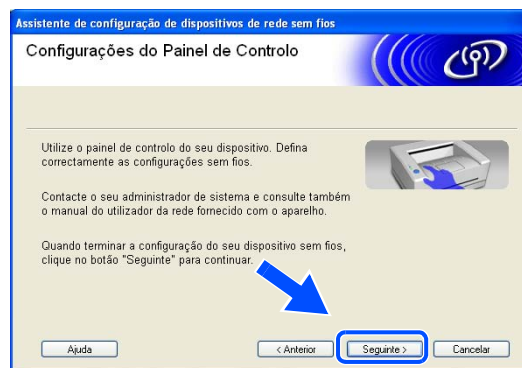 Assistente de configuração de dispositivos de rede sem fios
Configurações do Painel de Controlo
Utilize o painel de controlo do seu dispositivo. Defina
correctamente as configurações sem fios.
Contacte o seu administrador de sistema e consulte também
o manual do utilizador da rede fornecido com o aparelho.
Quando terminar a configuração do seu dispositivo sem fios,
clique no botão "Seguinte" para continuar.
Ajuda
< Anterior
Seguinte >
Cancelar